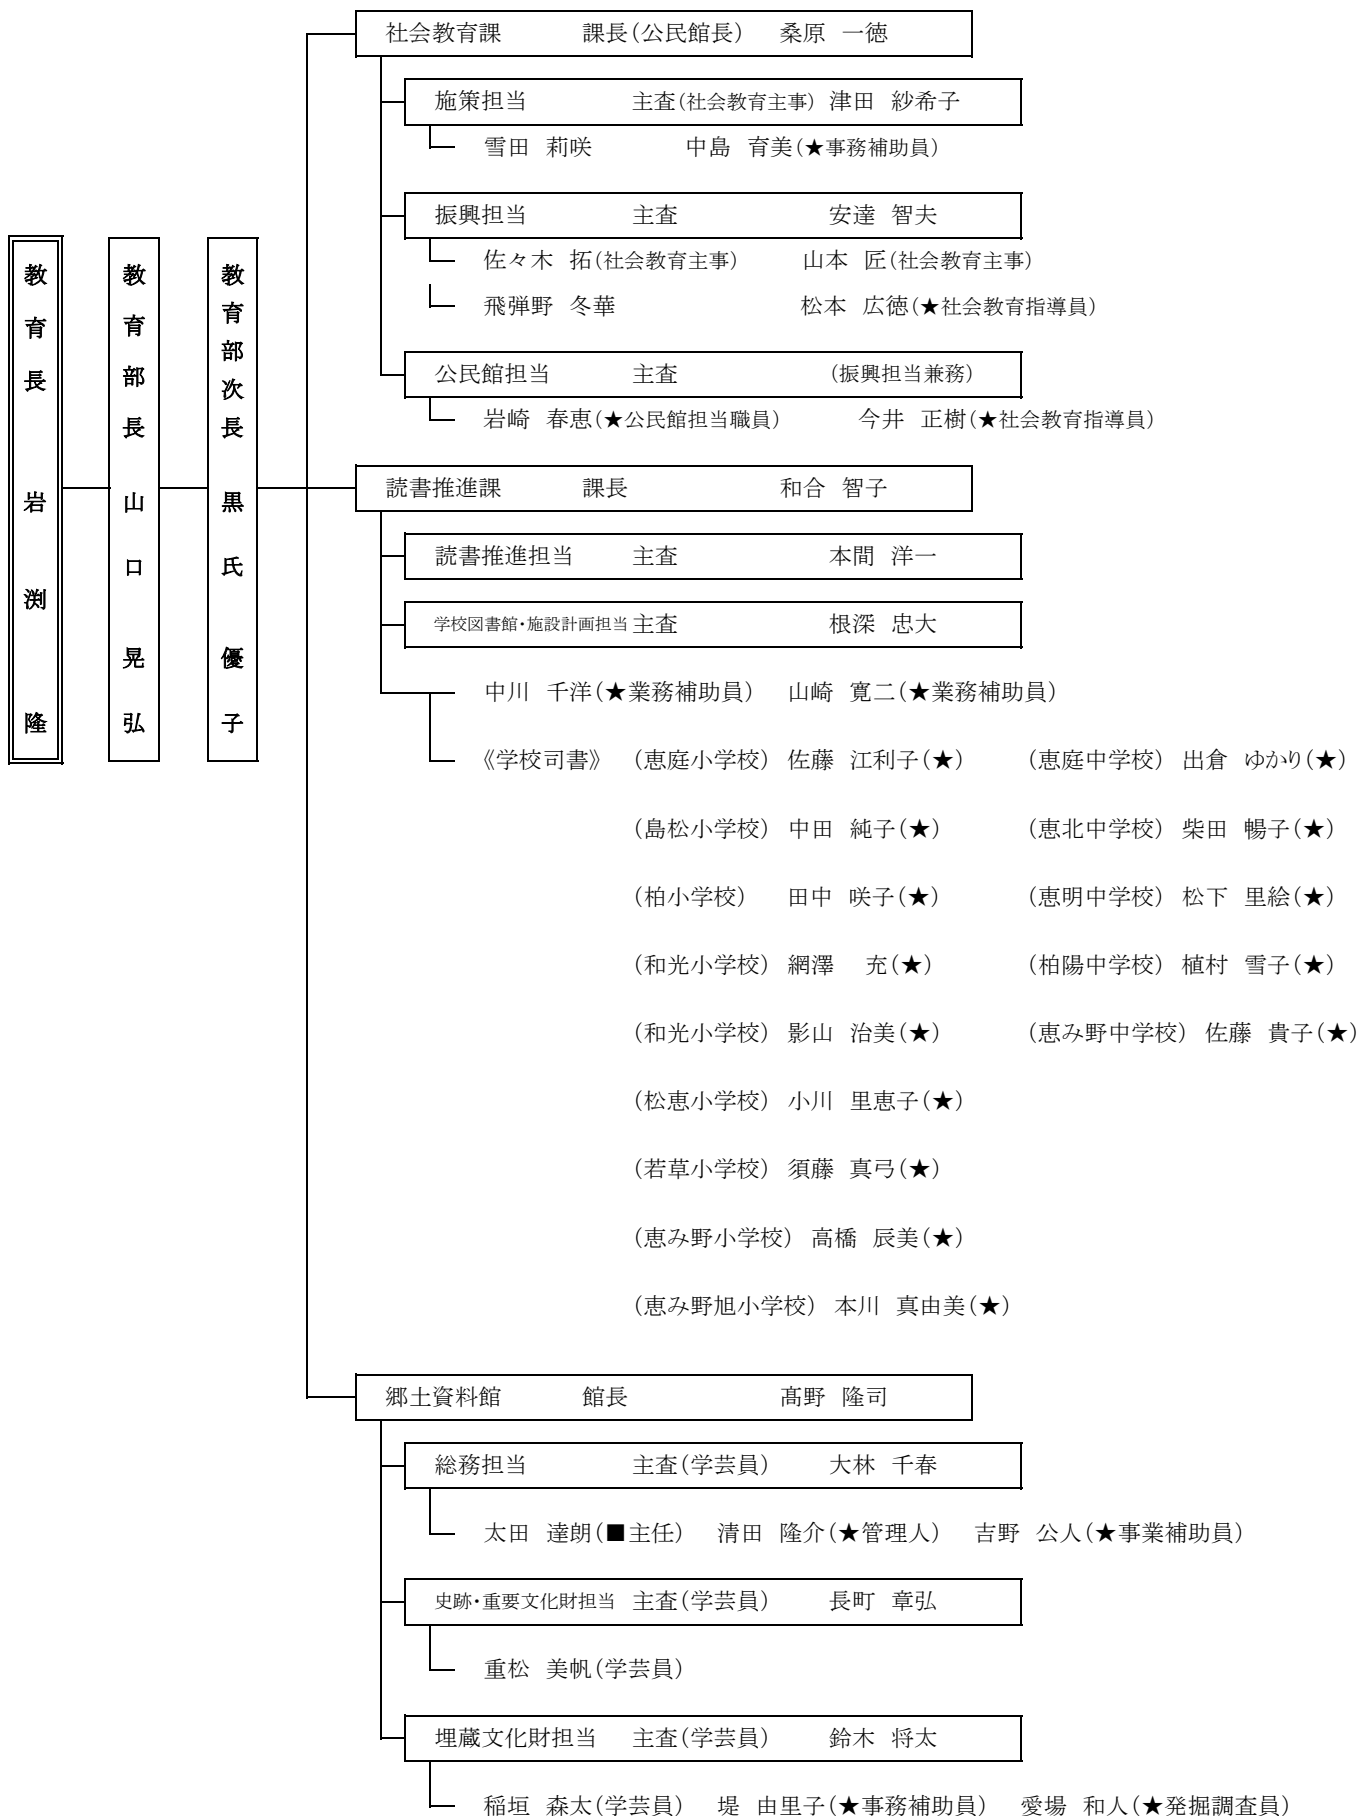 教育長 岩渕 隆
教育部長 山口 晃弘
教育部次長 黒氏 優子
社会教育課 課長(公民館長) 桑原 一徳
施策担当 主査(社会教育主事) 津田 紗希子
雪田 莉咲 中島 育美(★事務補助員)
振興担当 主査 安達 智夫
佐々木 拓(社会教育主事) 山本 匠(社会教育主事)
飛弾野 冬華 松本 広徳(★社会教育指導員)
公民館担当 主査 (振興担当兼務)
岩崎 春恵(★公民館担当職員) 今井 正樹(★社会教育指導員)
読書推進課 課長 和合 智子
読書推進担当 主査 本間 洋一
学校図書館・施設計画担当 主査 根深 忠大
中川 千洋(★業務補助員) 山崎 寛二(★業務補助員)
《学校司書》 (恵庭小学校) 佐藤 江利子(★) (恵庭中学校) 出倉 ゆかり(★)
(島松小学校) 中田 純子(★) (恵北中学校) 柴田 暢子(★)
(柏小学校) 田中 咲子(★) (恵明中学校) 松下 里絵(★)
(和光小学校) 網澤 充(★) (柏陽中学校) 植村 雪子(★)
(和光小学校) 影山 治美(★) (恵み野中学校) 佐藤 貴子(★)
(松恵小学校) 小川 里恵子(★)
(若草小学校) 須藤 真弓(★)
(恵み野小学校) 高橋 辰美(★)
(恵み野旭小学校) 本川 真由美(★)
郷土資料館 館長 髙野 隆司
総務担当 主査(学芸員) 大林 千春
太田 達朗(■主任) 清田 隆介(★管理人) 吉野 公人(★事業補助員)
史跡・重要文化財担当 主査(学芸員) 長町 章弘
重松 美帆(学芸員)
埋蔵文化財担当 主査(学芸員) 鈴木 将太
稲垣 森太(学芸員) 堤 由里子(★事務補助員) 愛場 和人(★発掘調査員)